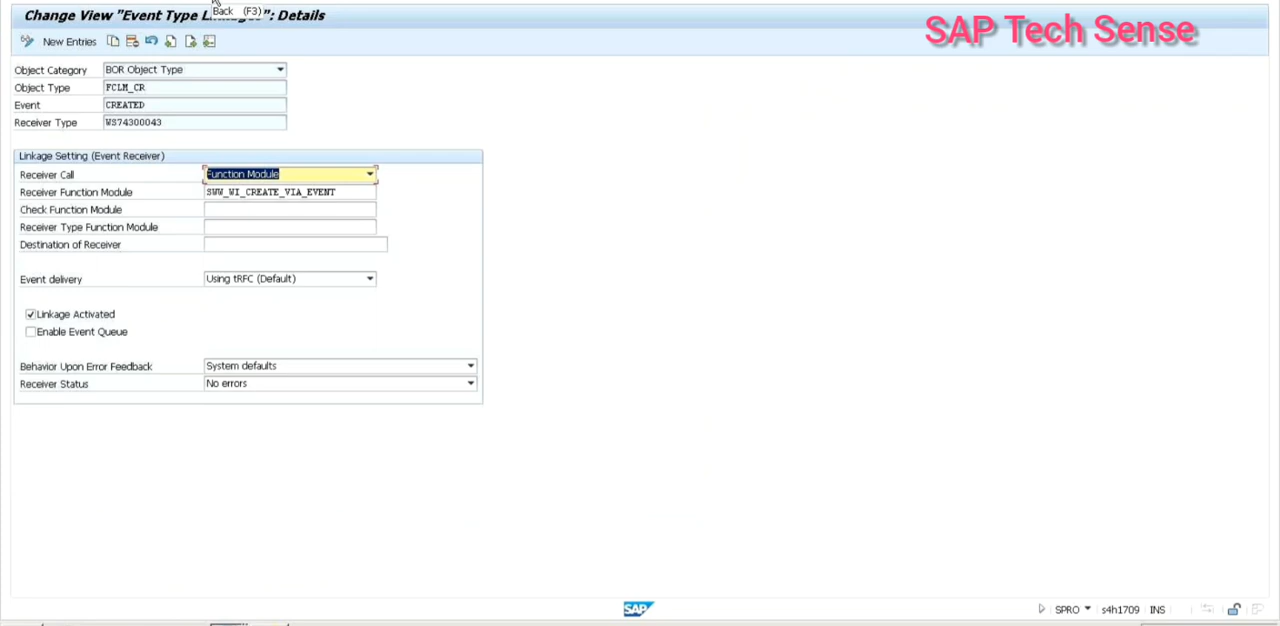 Change View "Event Type L
Back (F3)
": Details
SAP Tech Sense
New Entries
Object Category BOR Object Type
Object Type FCLM_CR
Event CREATED
Receiver Type WS74300043
Linkage Setting (Event Receiver)
Receiver Call Function Module
Receiver Function Module SWW_WI_CREATE_VIA_EVENT
Check Function Module
Receiver Type Function Module
Destination of Receiver
Event delivery Using tRFC (Default)
Linkage Activated
Enable Event Queue
Behavior Upon Error Feedback System defaults
Receiver Status No errors
SAP
SPRO s4h1709 INS